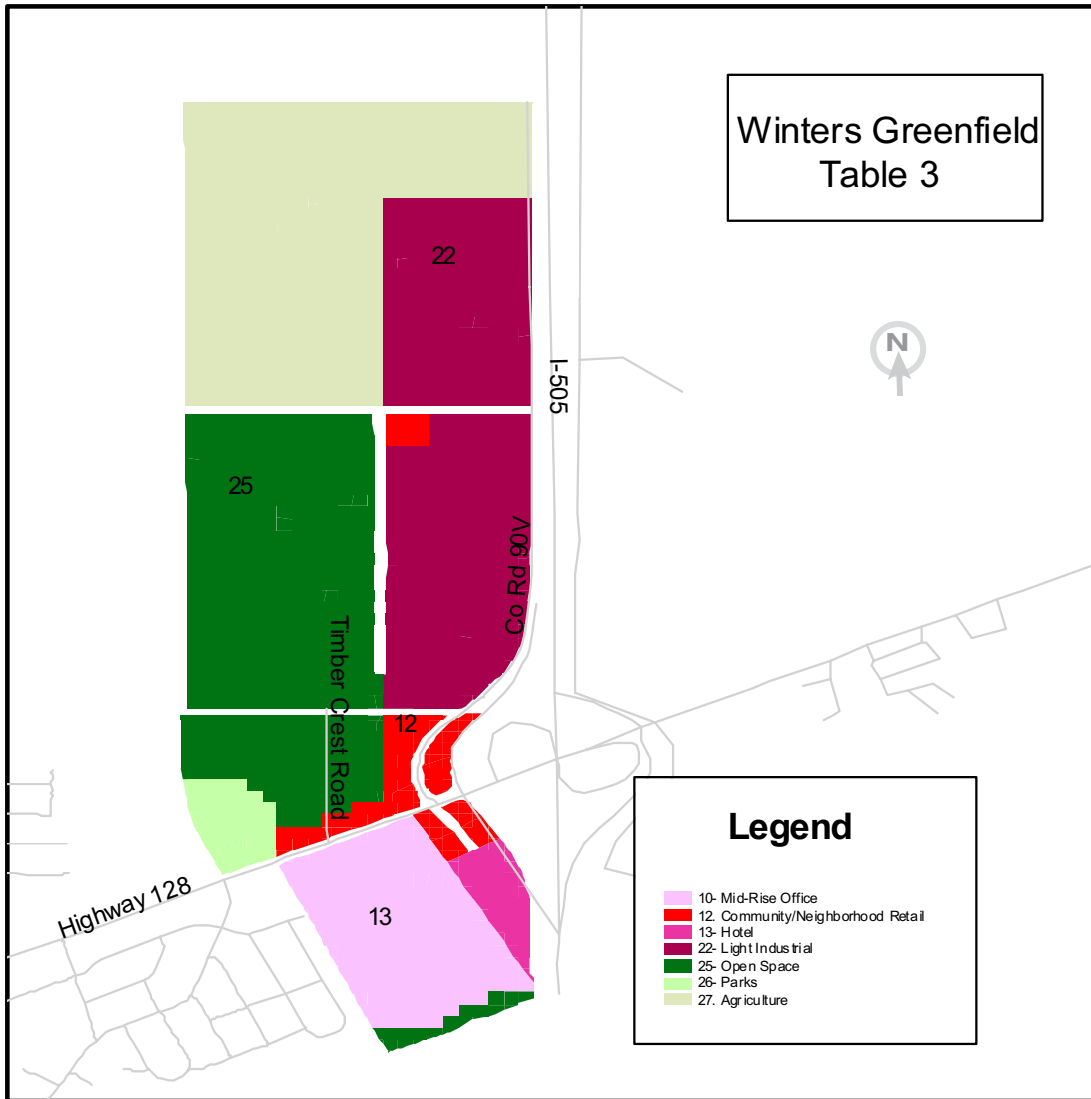 Winters Greenfield
Table 3
22
N
I-505
25
Co Rd 90V
Timber Crest Road
12
Highway 128
13
Legend
10- Mid-Rise Office
12. Community/Neighborhood Retail
13- Hotel
22- Light Industrial
25- Open Space
26- Parks
27. Agriculture